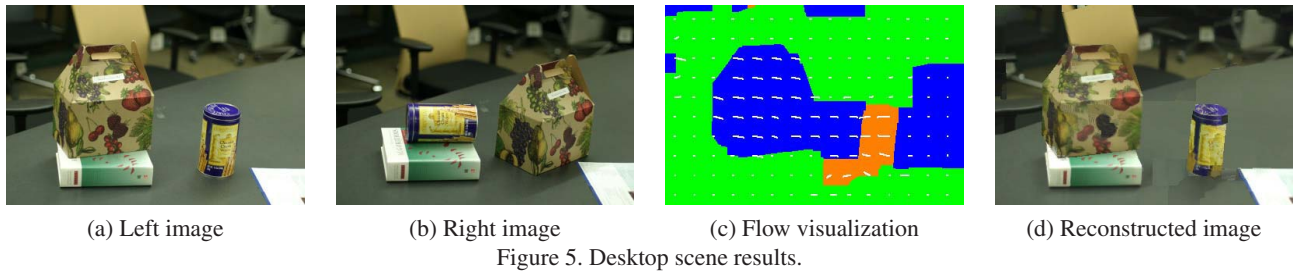 (a) Left image
(b) Right image
(c) Flow visualization
(d) Reconstructed image
Figure 5. Desktop scene results.